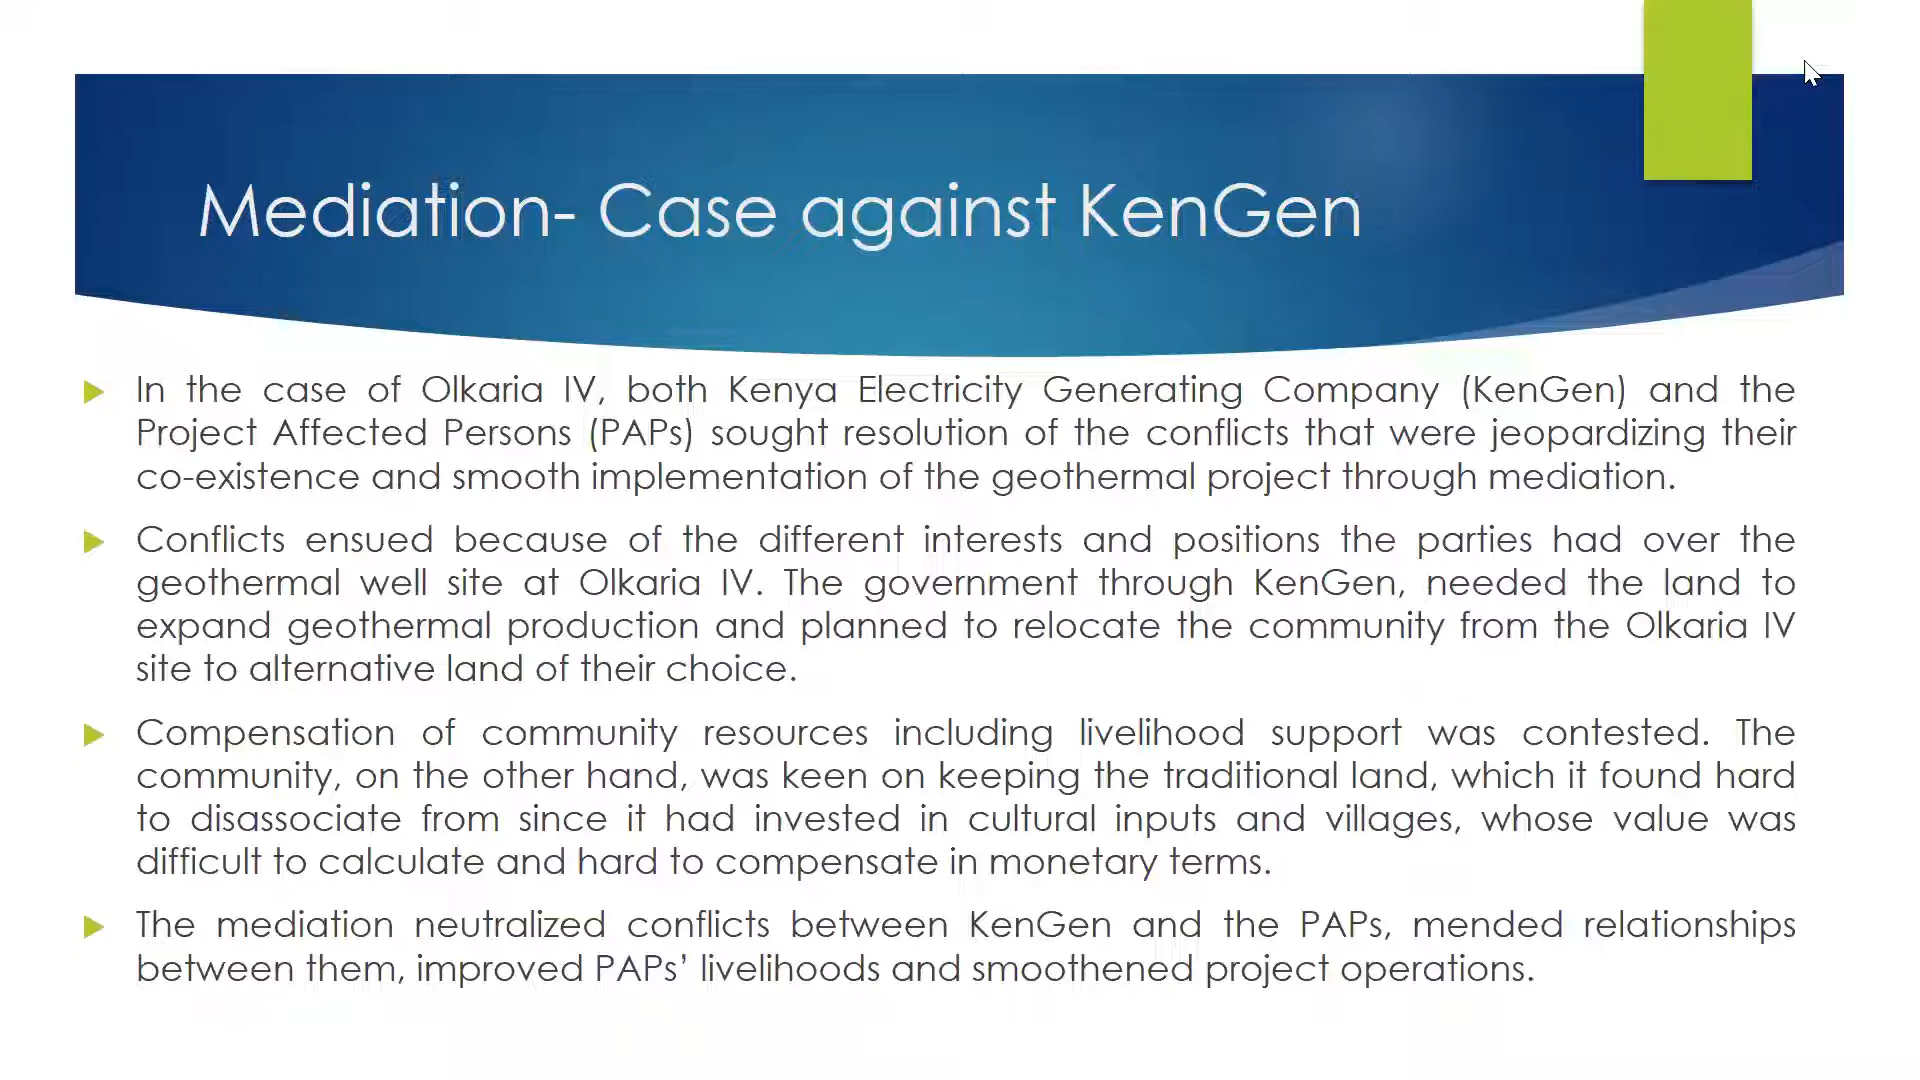 Mediation- Case against KenGen
In the case of Olkaria IV, both Kenya Electricity Generating Company (KenGen) and the
Project Affected Persons (PAPs) sought resolution of the conflicts that were jeopardizing their
co-existence and smooth implementation of the geothermal project through mediation.
Conflicts ensued because of the different interests and positions the parties had over the
geothermal well site at Olkaria IV. The government through KenGen, needed the land to
expand geothermal production and planned to relocate the community from the Olkaria IV
site to alternative land of their choice.
Compensation of community resources including livelihood support was contested. The
community, on the other hand, was keen on keeping the traditional land, which it found hard
to disassociate from since it had invested in cultural inputs and villages, whose value was
difficult to calculate and hard to compensate in monetary terms.
The mediation neutralized conflicts between KenGen and the PAPs, mended relationships
between them, improved PAPs’ livelihoods and smoothened project operations.